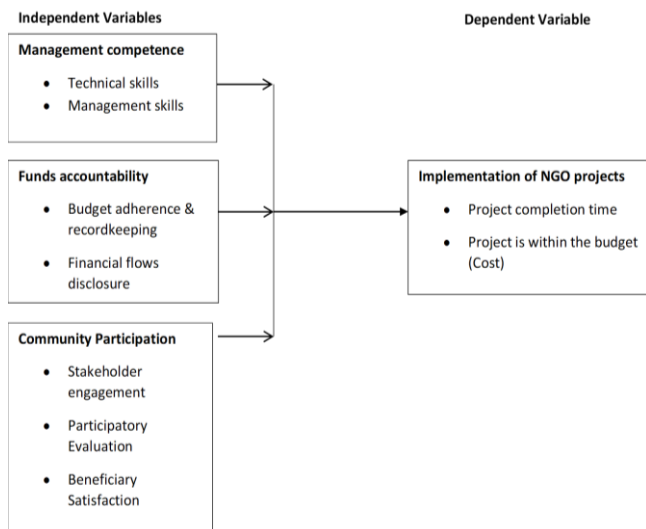 Independent Variables
Management competence
• Technical skills
• Management skills
Funds accountability
• Budget adherence &
recordkeeping
• Financial flows
disclosure
Community Participation
• Stakeholder
engagement
• Participatory
Evaluation
• Beneficiary
Satisfaction
Dependent Variable
Implementation of NGO projects
• Project completion time
• Project is within the budget
(Cost)